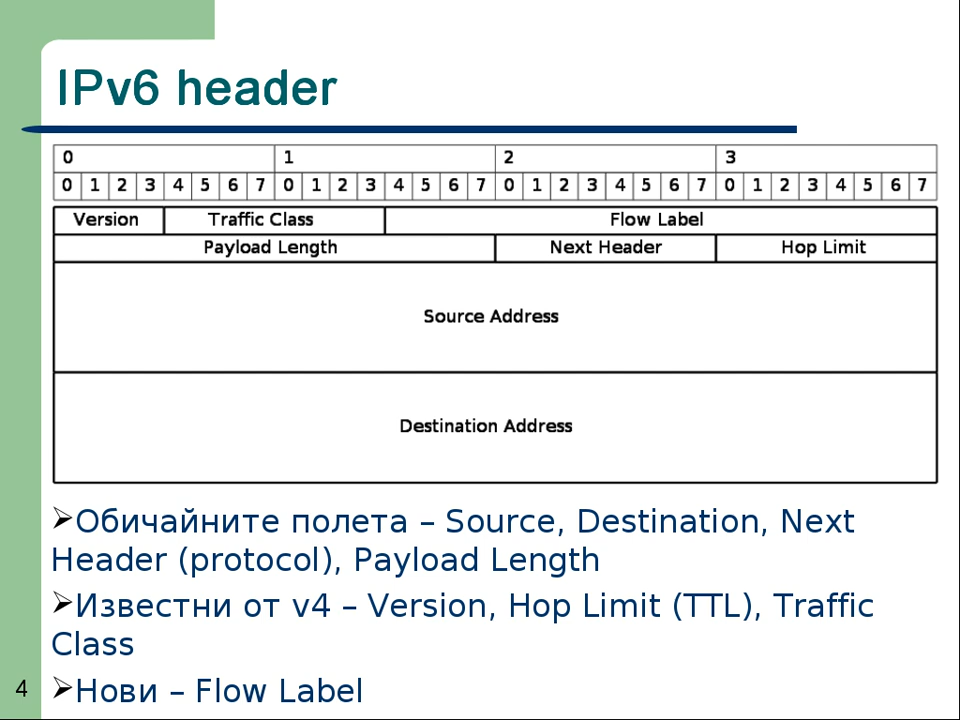 IPv6 header
0 1 2 3
0 1 2 3 4 5 6 7 0 1 2 3 4 5 6 7 0 1 2 3 4 5 6 7 0 1 2 3 4 5 6 7
Version Traffic Class Flow Label
Payload Length Next Header Hop Limit
Source Address
Destination Address
➢Обичайните полета – Source, Destination, Next
Header (protocol), Payload Length
➢Известни от v4 – Version, Hop Limit (TTL), Traffic
Class
➢Нови – Flow Label
4